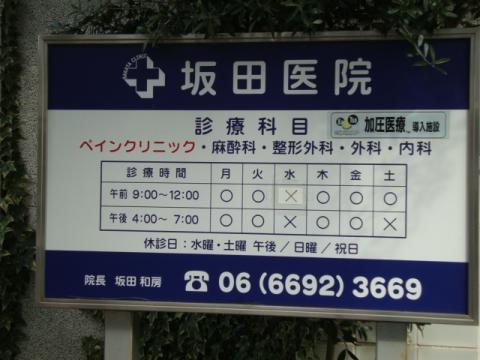 SAKATA CLINIC
坂田医院
診療科目
加圧医療 導入施設
ペインクリニック・麻酔科・整形外科・外科・内科
診療時間 月 火 水 木 金 土
午前 9:00〜12:00 ○ ○ × ○ ○ ○
午後 4:00〜 7:00 ○ ○ × ○ ○ ×
休診日：水曜・土曜 午後／日曜／祝日
院長 坂田 和房 ☎ 06 (6692) 3669